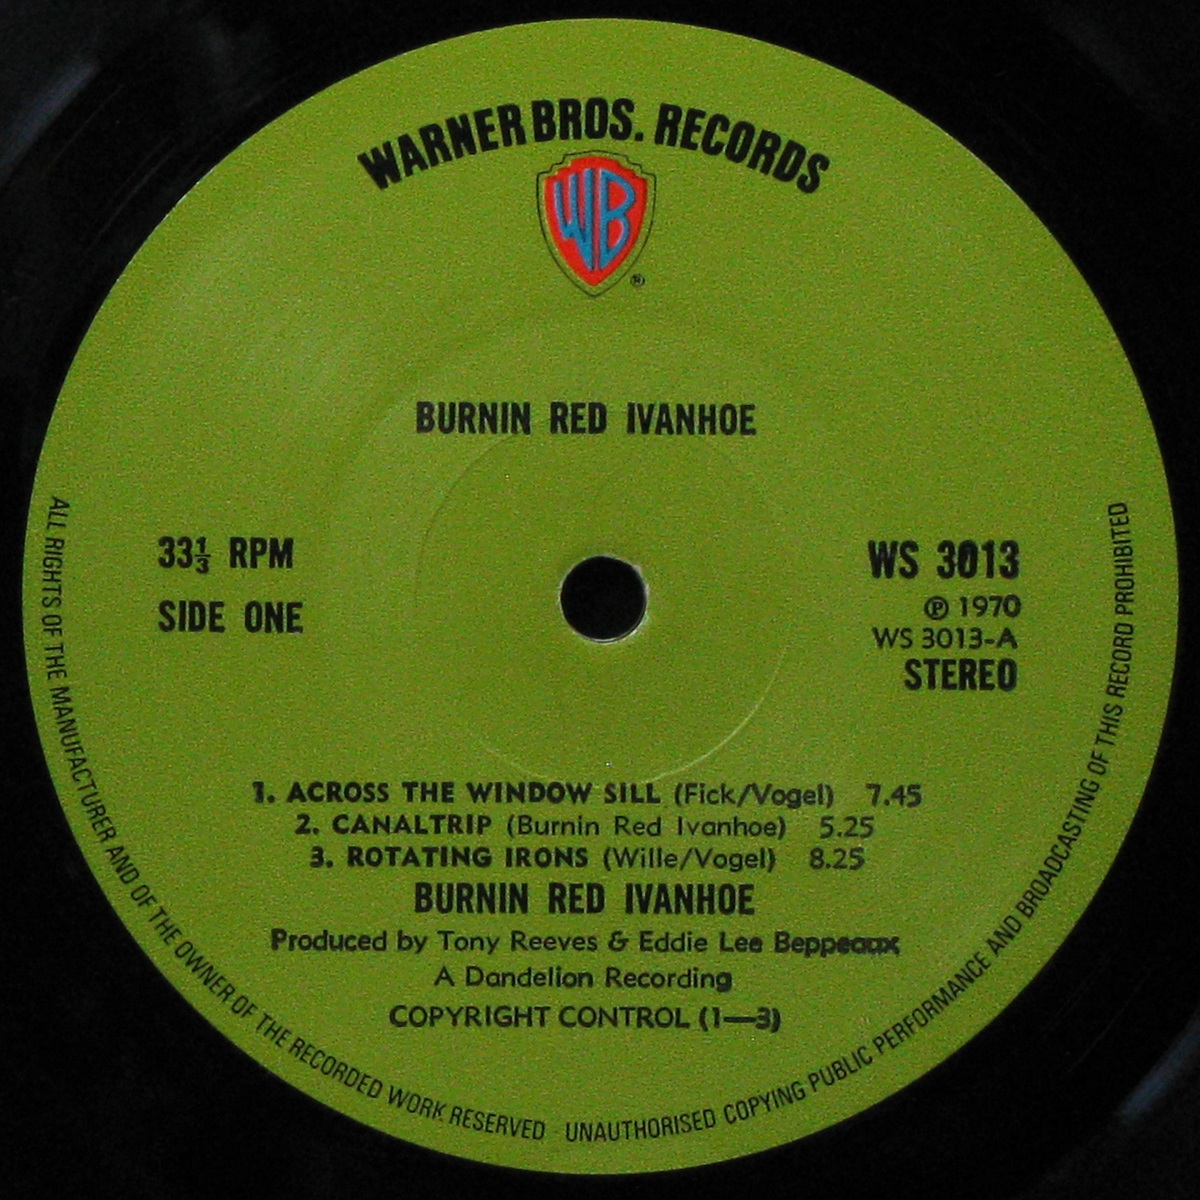 WARNER BROS. RECORDS
WB
®
BURNIN RED IVANHOE
33⅓ RPM
SIDE ONE
WS 3013
℗ 1970
WS 3013-A
STEREO
1. ACROSS THE WINDOW SILL (Fick/Vogel) 7.45
2. CANALTRIP (Burnin Red Ivanhoe) 5.25
3. ROTATING IRONS (Wille/Vogel) 8.25
BURNIN RED IVANHOE
Produced by Tony Reeves & Eddie Lee Beppeaux
A Dandelion Recording
COPYRIGHT CONTROL (1—3)
ALL RIGHTS OF THE MANUFACTURER AND OF THE OWNER OF THE RECORDED WORK RESERVED UNAUTHORISED COPYING PUBLIC PERFORMANCE AND BROADCASTING OF THIS RECORD PROHIBITED